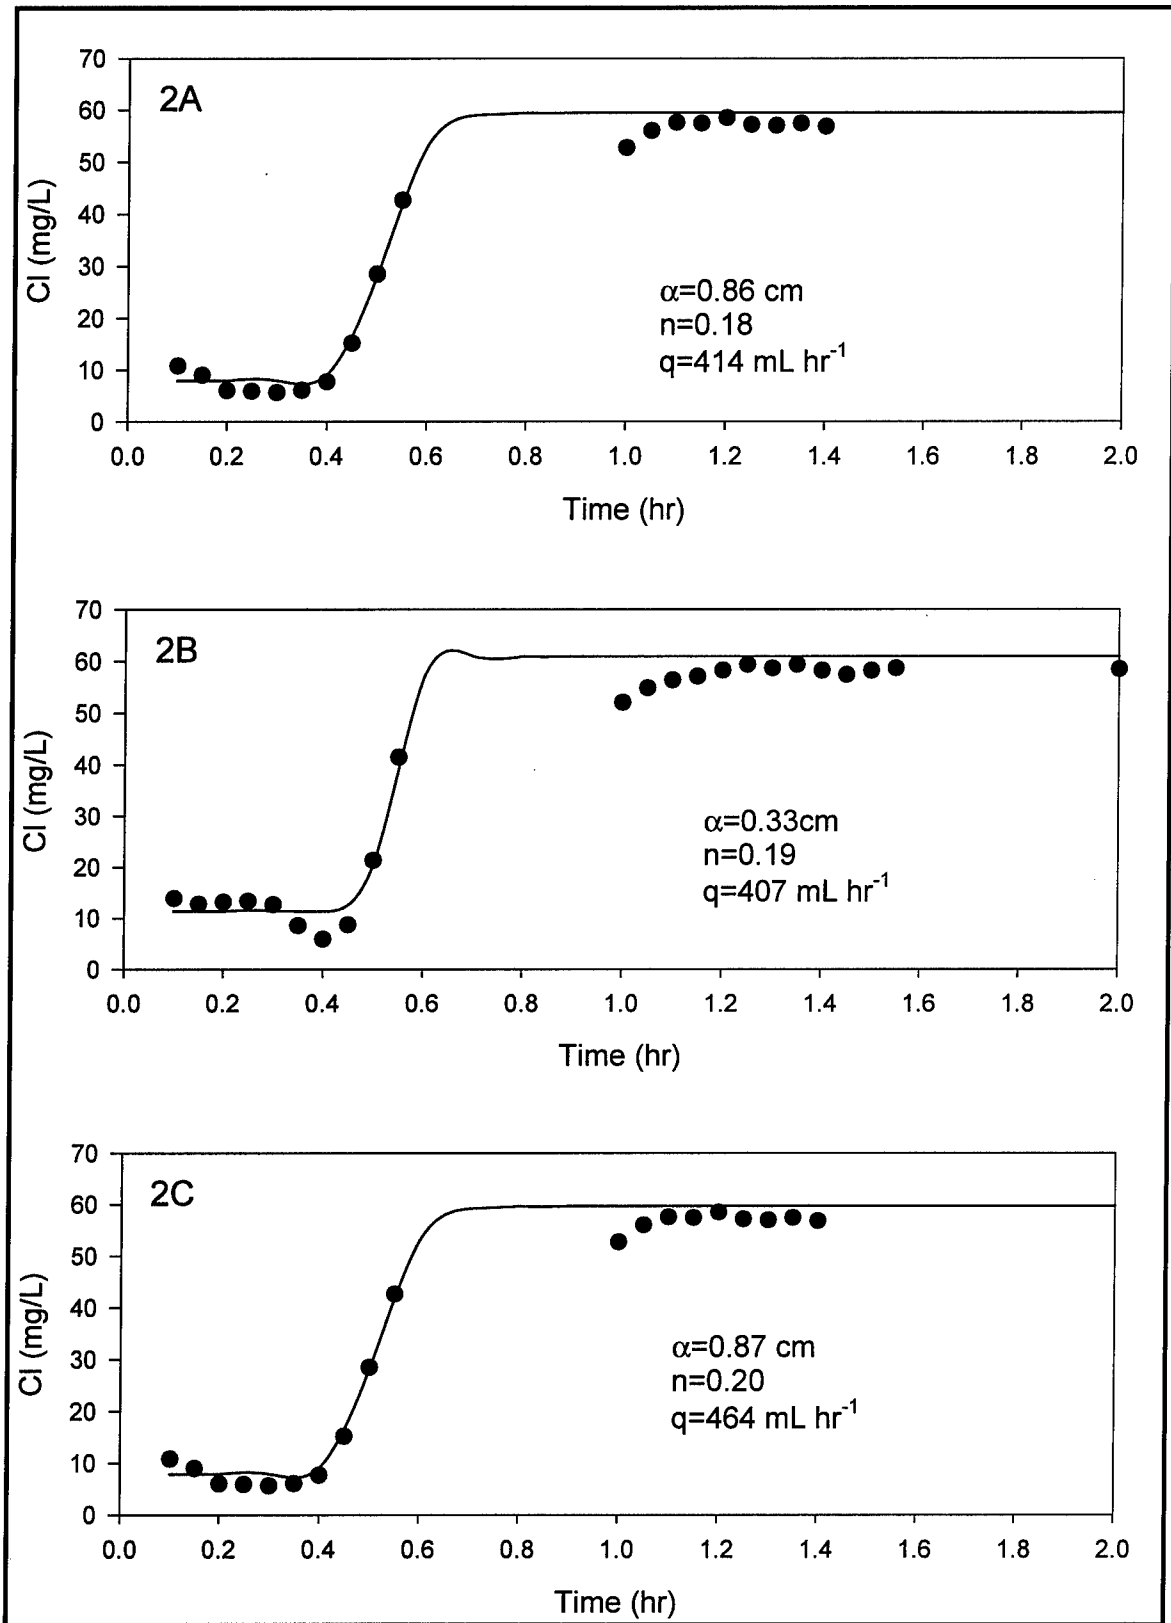 70
2A
60
50
40
Cl (mg/L)
30
α=0.86 cm
20
n=0.18
10
q=414 mL hr⁻¹
0
0.0 0.2 0.4 0.6 0.8 1.0 1.2 1.4 1.6 1.8 2.0
Time (hr)
70
2B
60
50
40
Cl (mg/L)
30
α=0.33cm
20
n=0.19
q=407 mL hr⁻¹
10
0
0.0 0.2 0.4 0.6 0.8 1.0 1.2 1.4 1.6 1.8 2.0
Time (hr)
70
2C
60
50
40
Cl (mg/L)
30
α=0.87 cm
n=0.20
20
q=464 mL hr⁻¹
10
0
0.0 0.2 0.4 0.6 0.8 1.0 1.2 1.4 1.6 1.8 2.0
Time (hr)